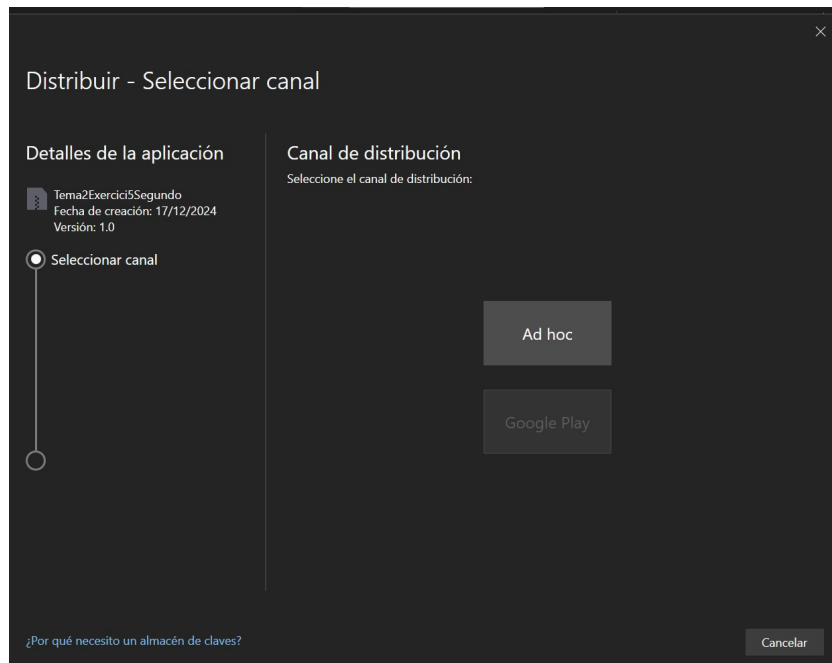 Distribuir - Seleccionar canal
Detalles de la aplicación
Tema2Exercici5Segundo
Fecha de creación: 17/12/2024
Versión: 1.0
Seleccionar canal
Canal de distribución
Seleccione el canal de distribución:
Ad hoc
Google Play
¿Por qué necesito un almacén de claves?
Cancelar